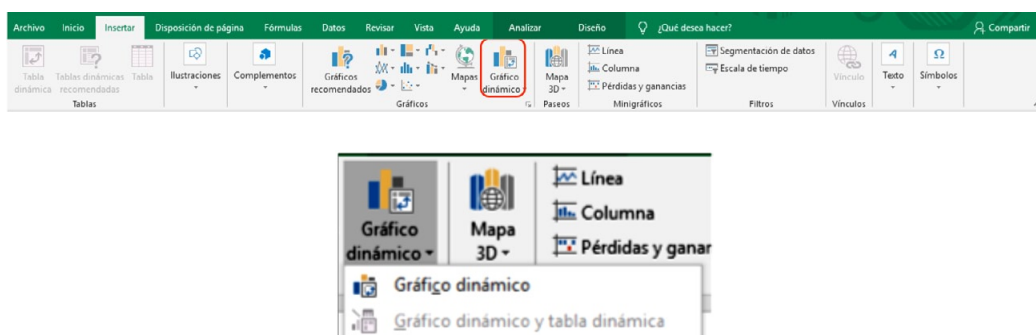 Archivo Inicio Insertar Disposición de página Fórmulas Datos Revisar Vista Ayuda Analizar Diseño ¿Qué desea hacer? Compartir
Tabla dinámica
Tablas dinámicas recomendadas
Tabla
Tablas
Ilustraciones
Complementos
Gráficos recomendados
Mapas
Gráfico dinámico
Gráficos
Mapa 3D
Paseos
Línea
Columna
Pérdidas y ganancias
Minigráficos
Segmentación de datos
Escala de tiempo
Filtros
Vínculo
Vínculos
Texto
Símbolos
Gráfico
dinámico
Mapa
3D
Línea
Columna
Pérdidas y ganar
Gráfico dinámico
Gráfico dinámico y tabla dinámica